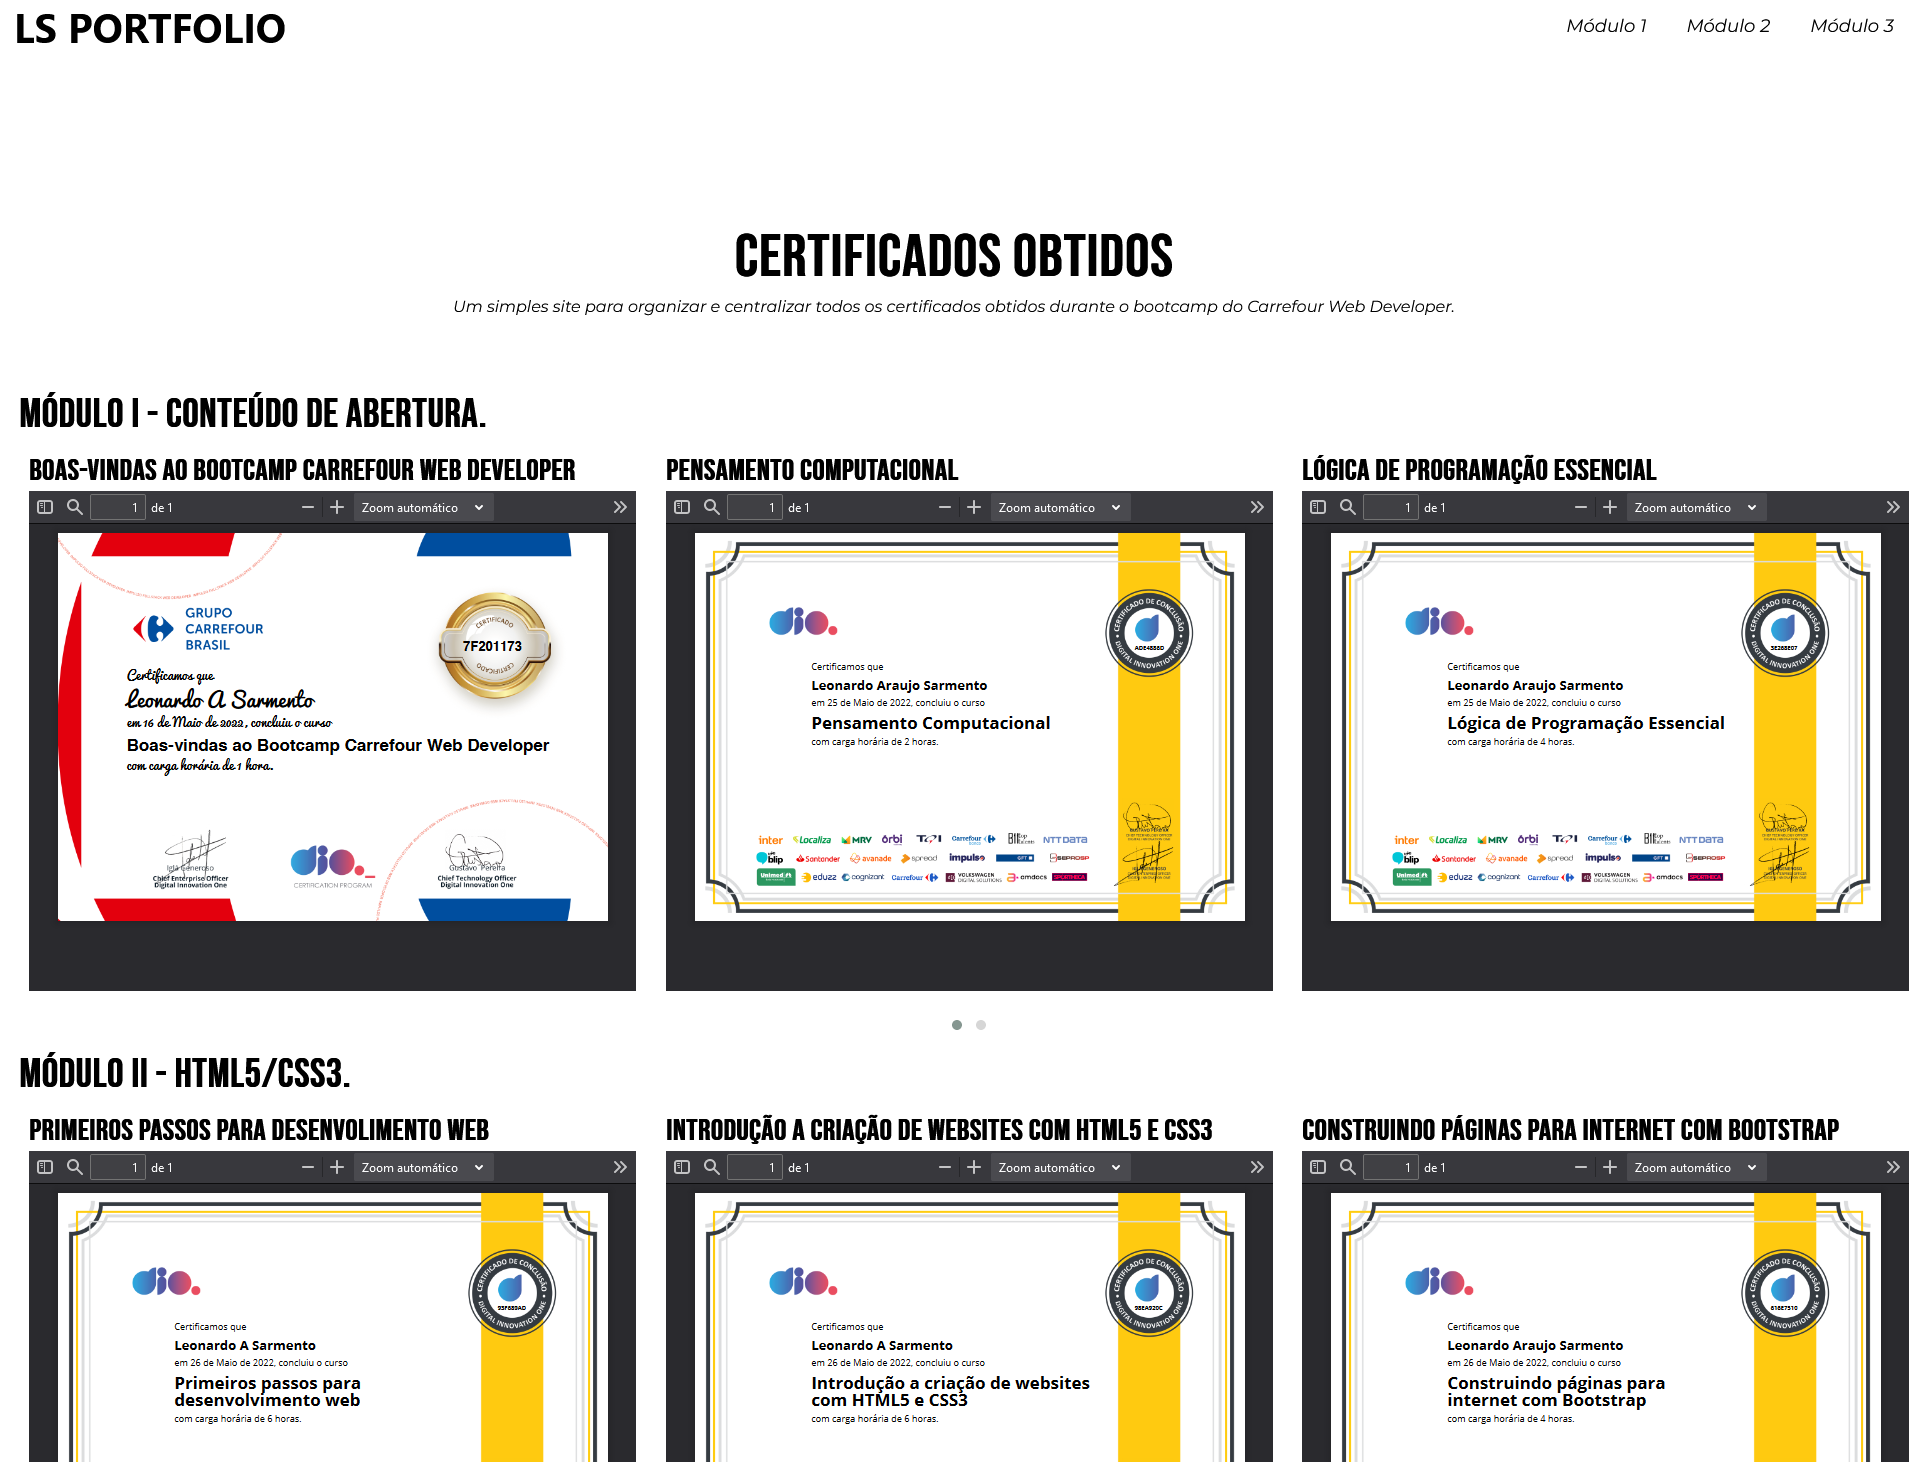 LS PORTFOLIO
Módulo 1 Módulo 2 Módulo 3
CERTIFICADOS OBTIDOS
Um simples site para organizar e centralizar todos os certificados obtidos durante o bootcamp do Carrefour Web Developer.
MÓDULO I - CONTEÚDO DE ABERTURA.
BOAS-VINDAS AO BOOTCAMP CARREFOUR WEB DEVELOPER
1 de 1 Zoom automático
GRUPO
CARREFOUR
BRASIL
CERTIFICADO
7F201173
CERTIFICADO
Certificamos que
Leonardo A Sarmento
em 16 de Maio de 2022, concluiu o curso
Boas-vindas ao Bootcamp Carrefour Web Developer
com carga horária de 1 hora.
Iglá Generoso
Chief Enterprise Officer
Digital Innovation One
dio_
CERTIFICATION PROGRAM
Gustavo Pereira
Chief Technology Officer
Digital Innovation One
PENSAMENTO COMPUTACIONAL
1 de 1 Zoom automático
dio.
CERTIFICADO DE CONCLUSÃO
ADE4886D
DIGITAL INNOVATION ONE
Certificamos que
Leonardo Araujo Sarmento
em 25 de Maio de 2022, concluiu o curso
Pensamento Computacional
com carga horária de 2 horas.
inter Localiza MRV órbi TQI Carrefour NTT DATA
blip Santander avanade spread impulso GFT SEPROSP
Unimed eduzz cognizant Carrefour VOLKSWAGEN DIGITAL SOLUTIONS amdocs SPORTHECA
LÓGICA DE PROGRAMAÇÃO ESSENCIAL
1 de 1 Zoom automático
dio.
CERTIFICADO DE CONCLUSÃO
3E268E07
DIGITAL INNOVATION ONE
Certificamos que
Leonardo Araujo Sarmento
em 25 de Maio de 2022, concluiu o curso
Lógica de Programação Essencial
com carga horária de 4 horas.
inter Localiza MRV órbi TQI Carrefour NTT DATA
blip Santander avanade spread impulso GFT SEPROSP
Unimed eduzz cognizant Carrefour VOLKSWAGEN DIGITAL SOLUTIONS amdocs SPORTHECA
MÓDULO II - HTML5/CSS3.
PRIMEIROS PASSOS PARA DESENVOLIMENTO WEB
1 de 1 Zoom automático
dio.
CERTIFICADO DE CONCLUSÃO
93F689AD
DIGITAL INNOVATION ONE
Certificamos que
Leonardo A Sarmento
em 26 de Maio de 2022, concluiu o curso
Primeiros passos para
desenvolvimento web
com carga horária de 6 horas.
INTRODUÇÃO A CRIAÇÃO DE WEBSITES COM HTML5 E CSS3
1 de 1 Zoom automático
dio.
CERTIFICADO DE CONCLUSÃO
98EA920C
DIGITAL INNOVATION ONE
Certificamos que
Leonardo A Sarmento
em 26 de Maio de 2022, concluiu o curso
Introdução a criação de websites
com HTML5 e CSS3
com carga horária de 6 horas.
CONSTRUINDO PÁGINAS PARA INTERNET COM BOOTSTRAP
1 de 1 Zoom automático
dio.
CERTIFICADO DE CONCLUSÃO
618E7510
DIGITAL INNOVATION ONE
Certificamos que
Leonardo Araujo Sarmento
em 26 de Maio de 2022, concluiu o curso
Construindo páginas para
internet com Bootstrap
com carga horária de 4 horas.